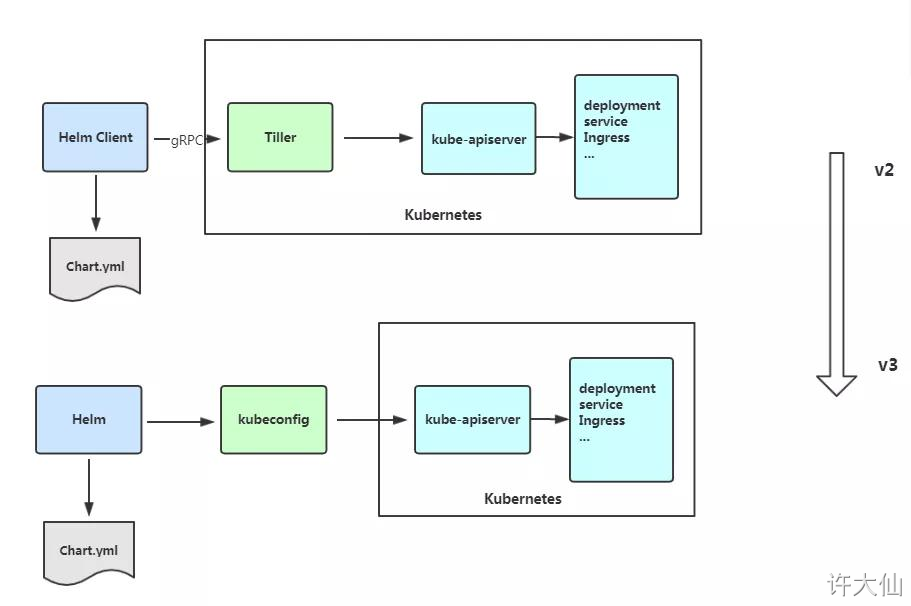 Helm Client
gRPC
Tiller
kube-apiserver
deployment
service
Ingress
...
Kubernetes
Chart.yml
v2
v3
Helm
kubeconfig
kube-apiserver
deployment
service
Ingress
...
Kubernetes
Chart.yml
许大仙